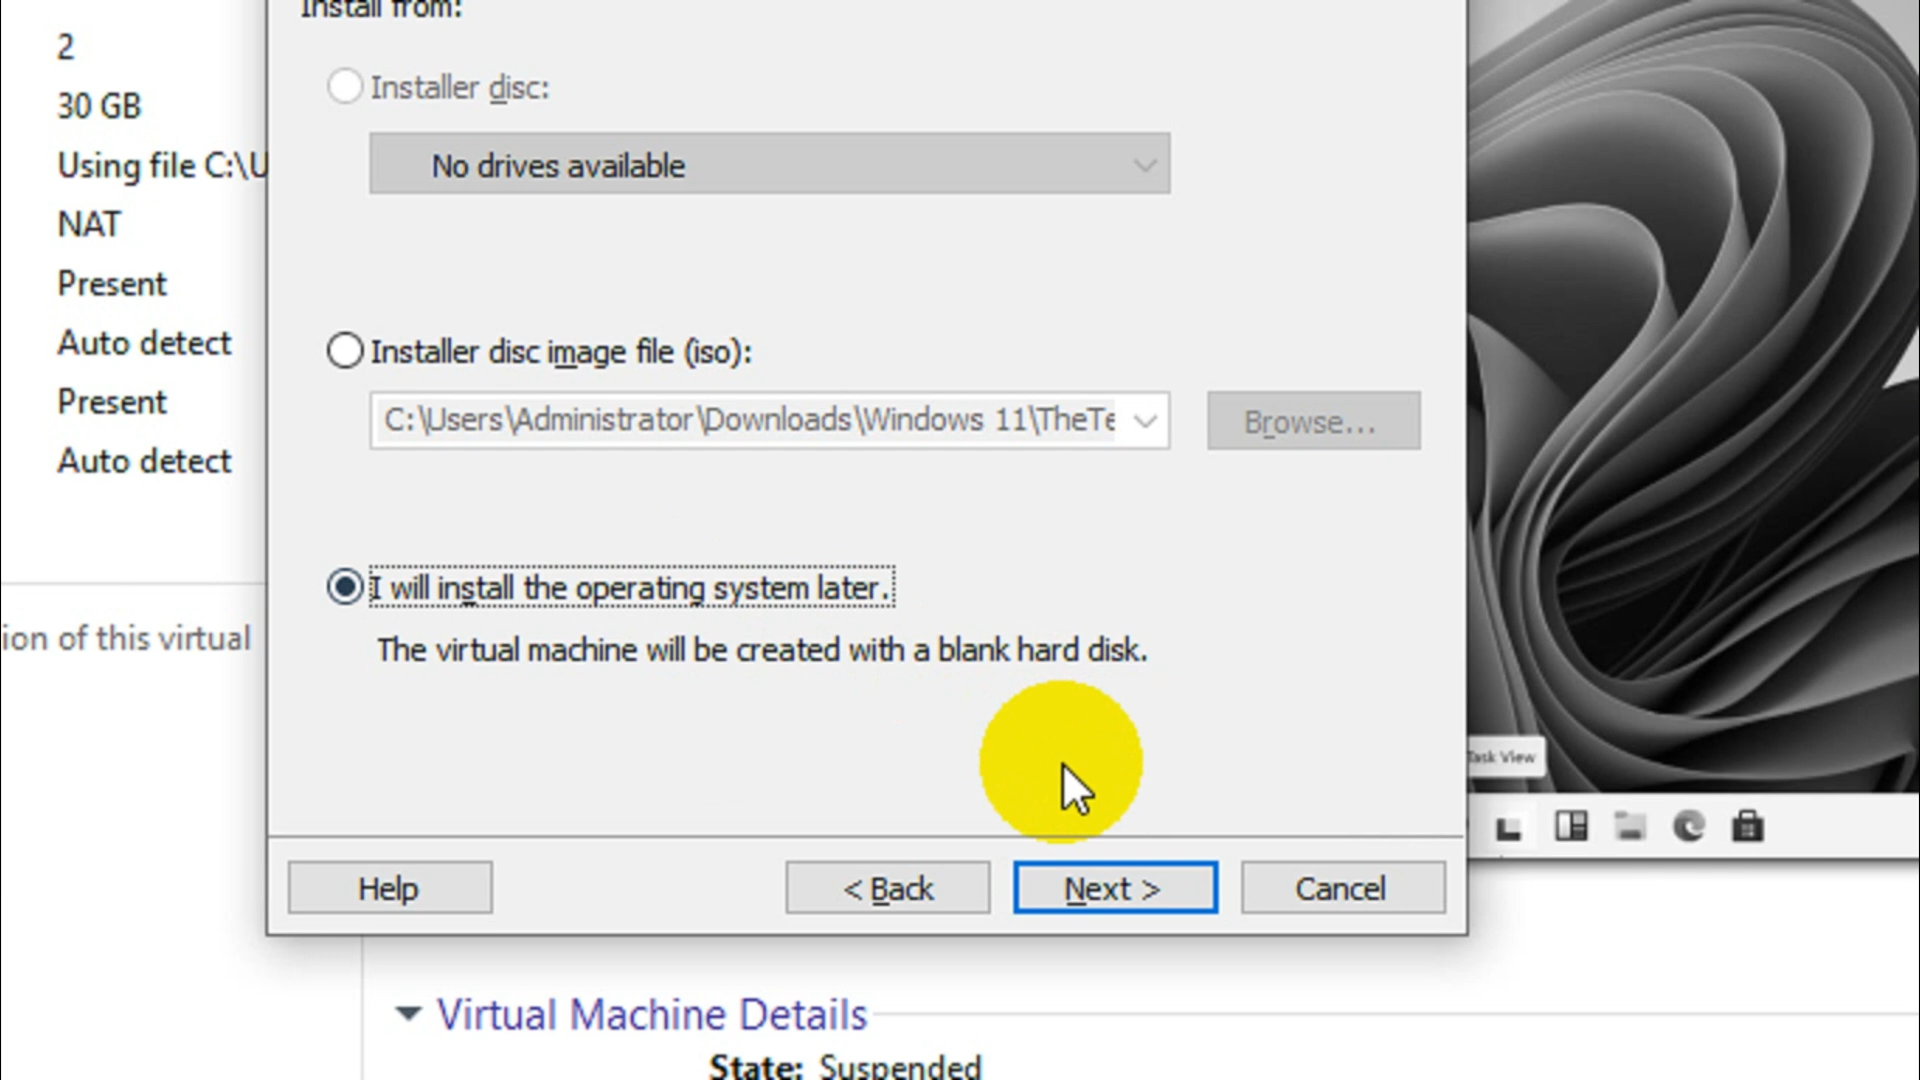 Install from:
2
30 GB
Using file C:\U
NAT
Present
Auto detect
Present
Auto detect
ion of this virtual
Installer disc:
No drives available
Installer disc image file (iso):
C:\Users\Administrator\Downloads\Windows 11\TheTe
Browse...
I will install the operating system later.
The virtual machine will be created with a blank hard disk.
Help
< Back
Next >
Cancel
Task View
Virtual Machine Details
State: Suspended